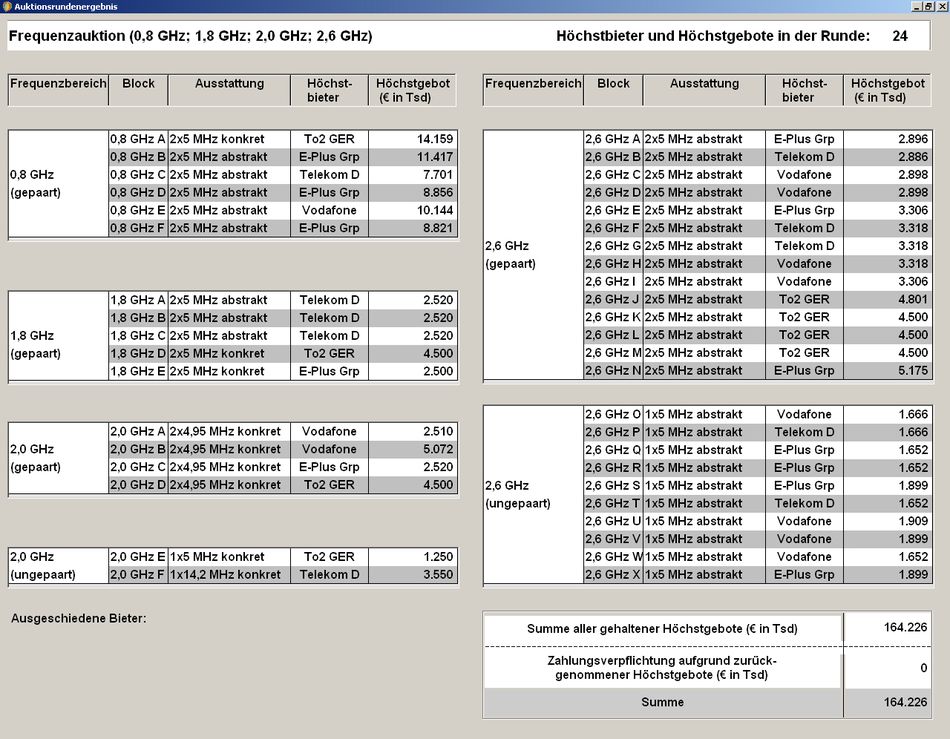 Auktionsrundenergebnis
Frequenzauktion (0,8 GHz; 1,8 GHz; 2,0 GHz; 2,6 GHz) Höchstbieter und Höchstgebote in der Runde: 24
Frequenzbereich Block Ausstattung Höchst-bieter Höchstgebot (€ in Tsd)
0,8 GHz (gepaart)
0,8 GHz A 2x5 MHz konkret To2 GER 14.159
0,8 GHz B 2x5 MHz abstrakt E-Plus Grp 11.417
0,8 GHz C 2x5 MHz abstrakt Telekom D 7.701
0,8 GHz D 2x5 MHz abstrakt E-Plus Grp 8.856
0,8 GHz E 2x5 MHz abstrakt Vodafone 10.144
0,8 GHz F 2x5 MHz abstrakt E-Plus Grp 8.821
1,8 GHz (gepaart)
1,8 GHz A 2x5 MHz abstrakt Telekom D 2.520
1,8 GHz B 2x5 MHz abstrakt Telekom D 2.520
1,8 GHz C 2x5 MHz abstrakt Telekom D 2.520
1,8 GHz D 2x5 MHz konkret To2 GER 4.500
1,8 GHz E 2x5 MHz konkret E-Plus Grp 2.500
2,0 GHz (gepaart)
2,0 GHz A 2x4,95 MHz konkret Vodafone 2.510
2,0 GHz B 2x4,95 MHz konkret Vodafone 5.072
2,0 GHz C 2x4,95 MHz konkret E-Plus Grp 2.520
2,0 GHz D 2x4,95 MHz konkret To2 GER 4.500
2,0 GHz (ungepaart)
2,0 GHz E 1x5 MHz konkret To2 GER 1.250
2,0 GHz F 1x14,2 MHz konkret Telekom D 3.550
Ausgeschiedene Bieter:
Frequenzbereich Block Ausstattung Höchst-bieter Höchstgebot (€ in Tsd)
2,6 GHz (gepaart)
2,6 GHz A 2x5 MHz abstrakt E-Plus Grp 2.896
2,6 GHz B 2x5 MHz abstrakt Telekom D 2.886
2,6 GHz C 2x5 MHz abstrakt Vodafone 2.898
2,6 GHz D 2x5 MHz abstrakt Vodafone 2.898
2,6 GHz E 2x5 MHz abstrakt E-Plus Grp 3.306
2,6 GHz F 2x5 MHz abstrakt Telekom D 3.318
2,6 GHz G 2x5 MHz abstrakt Telekom D 3.318
2,6 GHz H 2x5 MHz abstrakt Vodafone 3.318
2,6 GHz I 2x5 MHz abstrakt Vodafone 3.306
2,6 GHz J 2x5 MHz abstrakt To2 GER 4.801
2,6 GHz K 2x5 MHz abstrakt To2 GER 4.500
2,6 GHz L 2x5 MHz abstrakt To2 GER 4.500
2,6 GHz M 2x5 MHz abstrakt To2 GER 4.500
2,6 GHz N 2x5 MHz abstrakt E-Plus Grp 5.175
2,6 GHz (ungepaart)
2,6 GHz O 1x5 MHz abstrakt Vodafone 1.666
2,6 GHz P 1x5 MHz abstrakt Telekom D 1.666
2,6 GHz Q 1x5 MHz abstrakt E-Plus Grp 1.652
2,6 GHz R 1x5 MHz abstrakt E-Plus Grp 1.652
2,6 GHz S 1x5 MHz abstrakt E-Plus Grp 1.899
2,6 GHz T 1x5 MHz abstrakt Telekom D 1.652
2,6 GHz U 1x5 MHz abstrakt Vodafone 1.909
2,6 GHz V 1x5 MHz abstrakt Vodafone 1.899
2,6 GHz W 1x5 MHz abstrakt Vodafone 1.652
2,6 GHz X 1x5 MHz abstrakt E-Plus Grp 1.899
Summe aller gehaltener Höchstgebote (€ in Tsd) 164.226
Zahlungsverpflichtung aufgrund zurück-
genommener Höchstgebote (€ in Tsd) 0
Summe 164.226